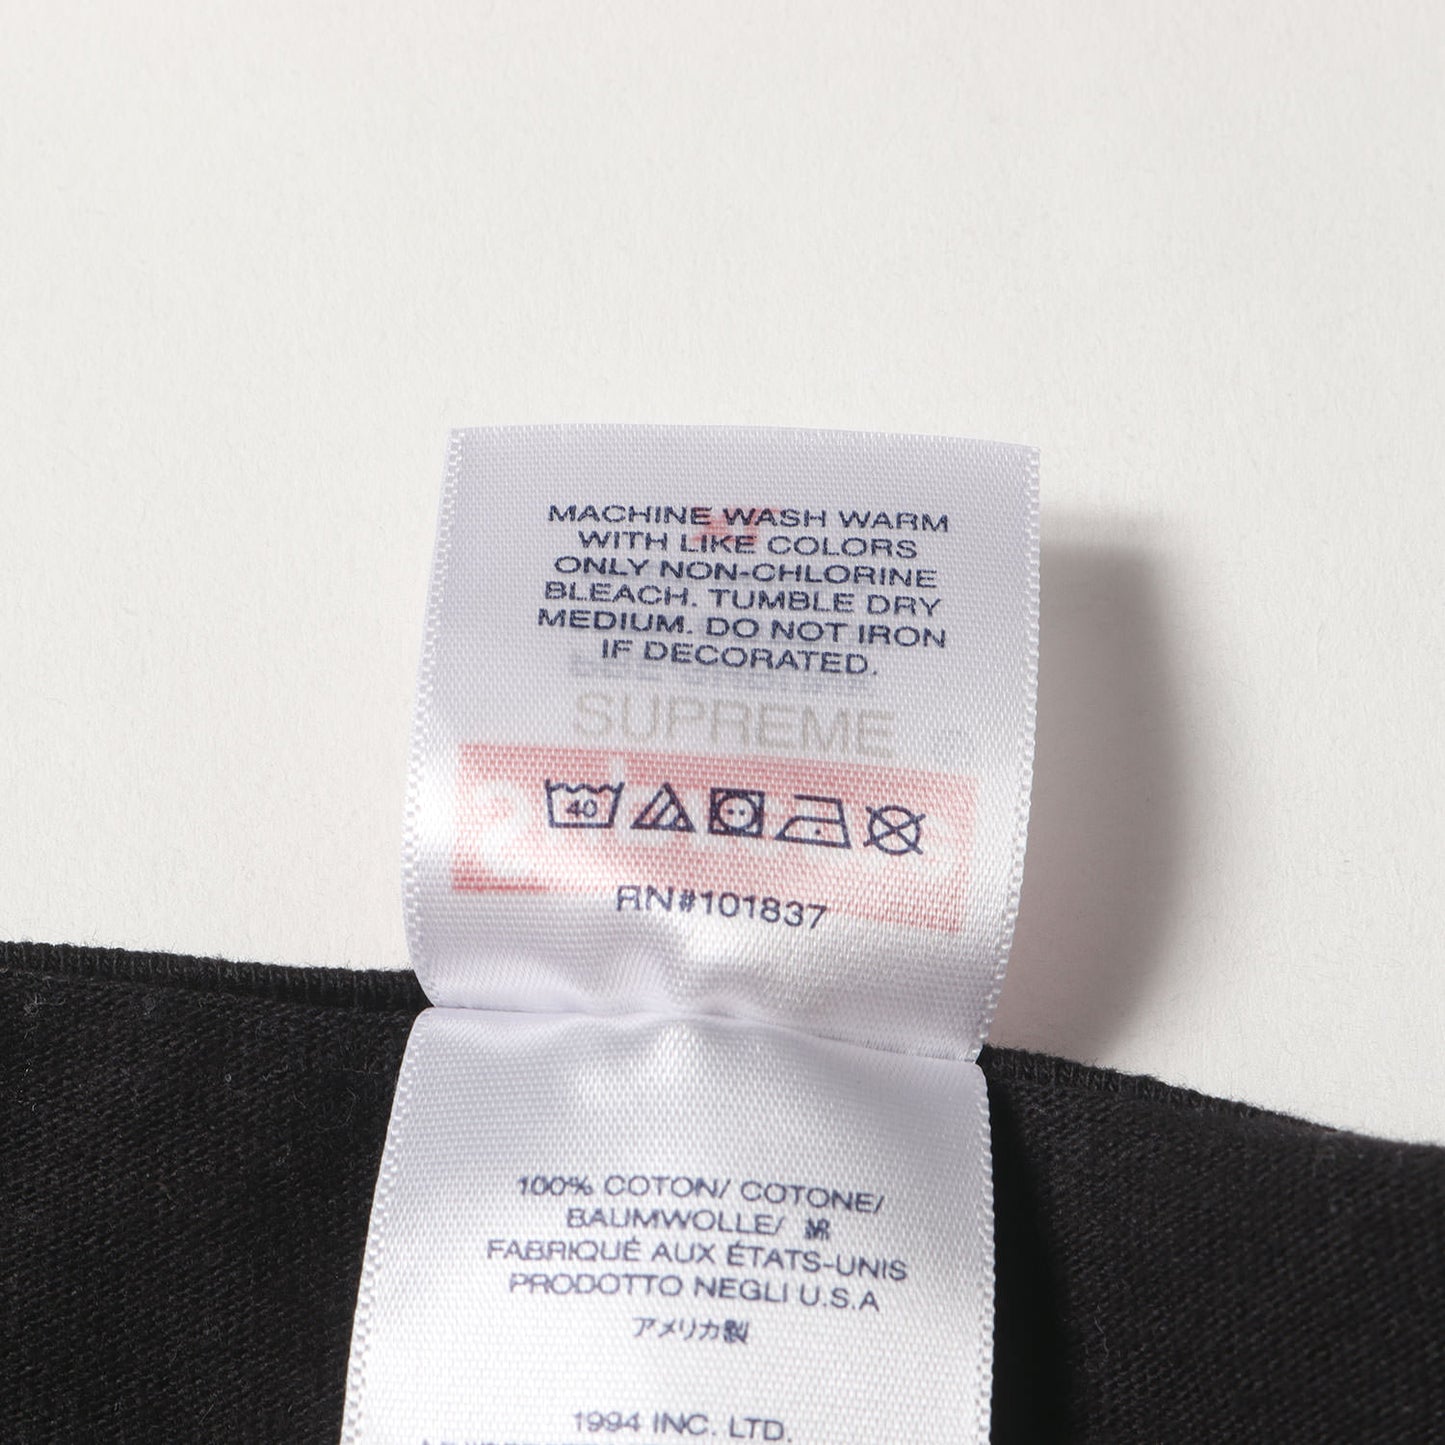 MACHINE WASH WARM
WITH LIKE COLORS
ONLY NON-CHLORINE
BLEACH. TUMBLE DRY
MEDIUM. DO NOT IRON
IF DECORATED.
SUPREME
40
RN#101837
100% COTON/ COTONE/
BAUMWOLLE/ 綿
FABRIQUÉ AUX ÉTATS-UNIS
PRODOTTO NEGLI U.S.A
アメリカ製
1994 INC. LTD.